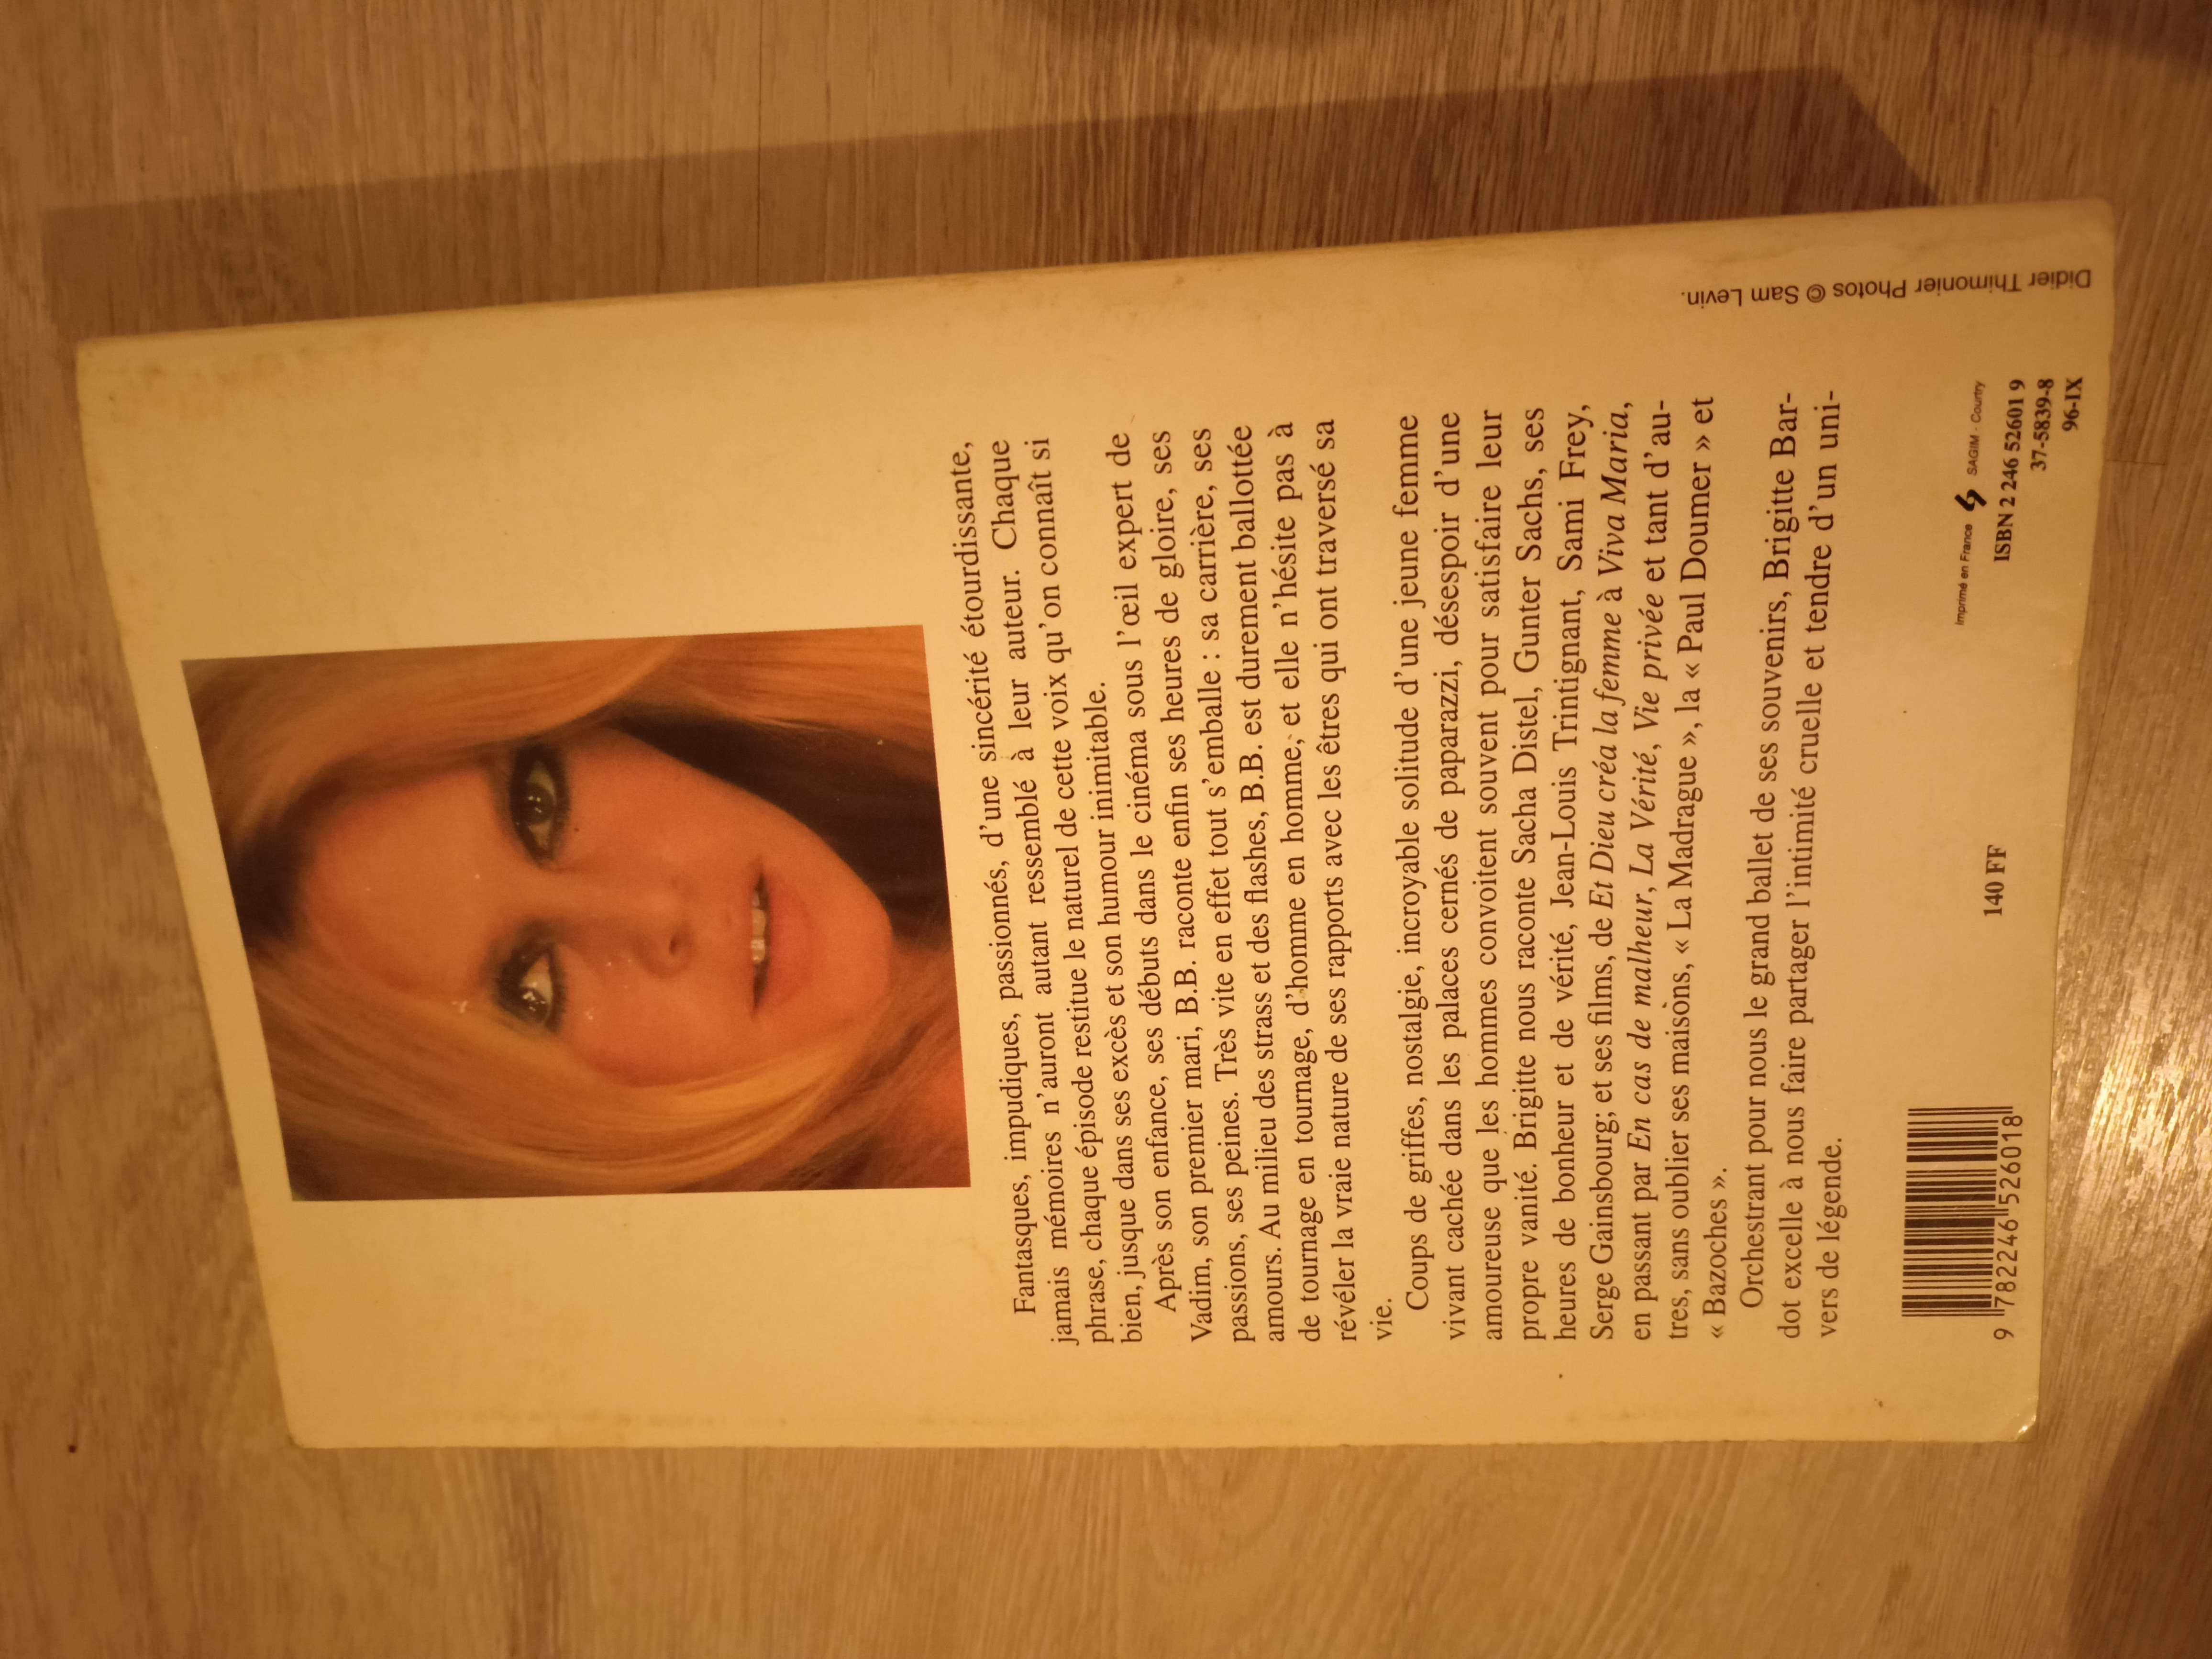 Fantasques, impudiques, passionnés, d'une sincérité étourdissante,
jamais mémoires n'auront autant ressemblé à leur auteur. Chaque
phrase, chaque épisode restitue le naturel de cette voix qu'on connaît si
bien, jusque dans ses excès et son humour inimitable.
Après son enfance, ses débuts dans le cinéma sous l'œil expert de
Vadim, son premier mari, B.B. raconte enfin ses heures de gloire, ses
passions, ses peines. Très vite en effet tout s'emballe : sa carrière, ses
amours. Au milieu des strass et des flashes, B.B. est durement ballottée
de tournage en tournage, d'homme en homme, et elle n'hésite pas à
révéler la vraie nature de ses rapports avec les êtres qui ont traversé sa
vie.
Coups de griffes, nostalgie, incroyable solitude d'une jeune femme
vivant cachée dans les palaces cernés de paparazzi, désespoir d'une
amoureuse que les hommes convoitent souvent pour satisfaire leur
propre vanité. Brigitte nous raconte Sacha Distel, Gunter Sachs, ses
heures de bonheur et de vérité, Jean-Louis Trintignant, Sami Frey,
Serge Gainsbourg; et ses films, de Et Dieu créa la femme à Viva Maria,
en passant par En cas de malheur, La Vérité, Vie privée et tant d'au-
tres, sans oublier ses maisons, « La Madrague », la « Paul Doumer » et
« Bazoches ».
Orchestrant pour nous le grand ballet de ses souvenirs, Brigitte Bar-
dot excelle à nous faire partager l'intimité cruelle et tendre d'un uni-
vers de légende.
9 782246 526018
140 FF
Imprimé en France SAGIM - Courtry
ISBN 2 246 52601 9
37-5839-8
96-IX
Didier Thimonier Photos © Sam Levin.